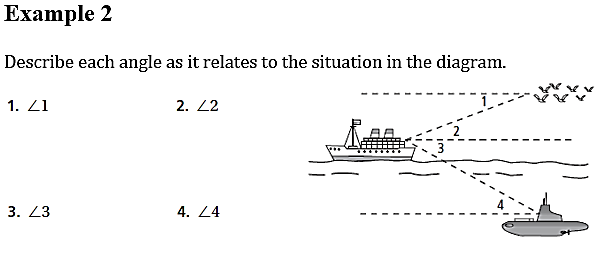 Example 2
Describe each angle as it relates to the situation in the diagram.
1. ∠1 2. ∠2
3. ∠3 4. ∠4
1
2
3
4